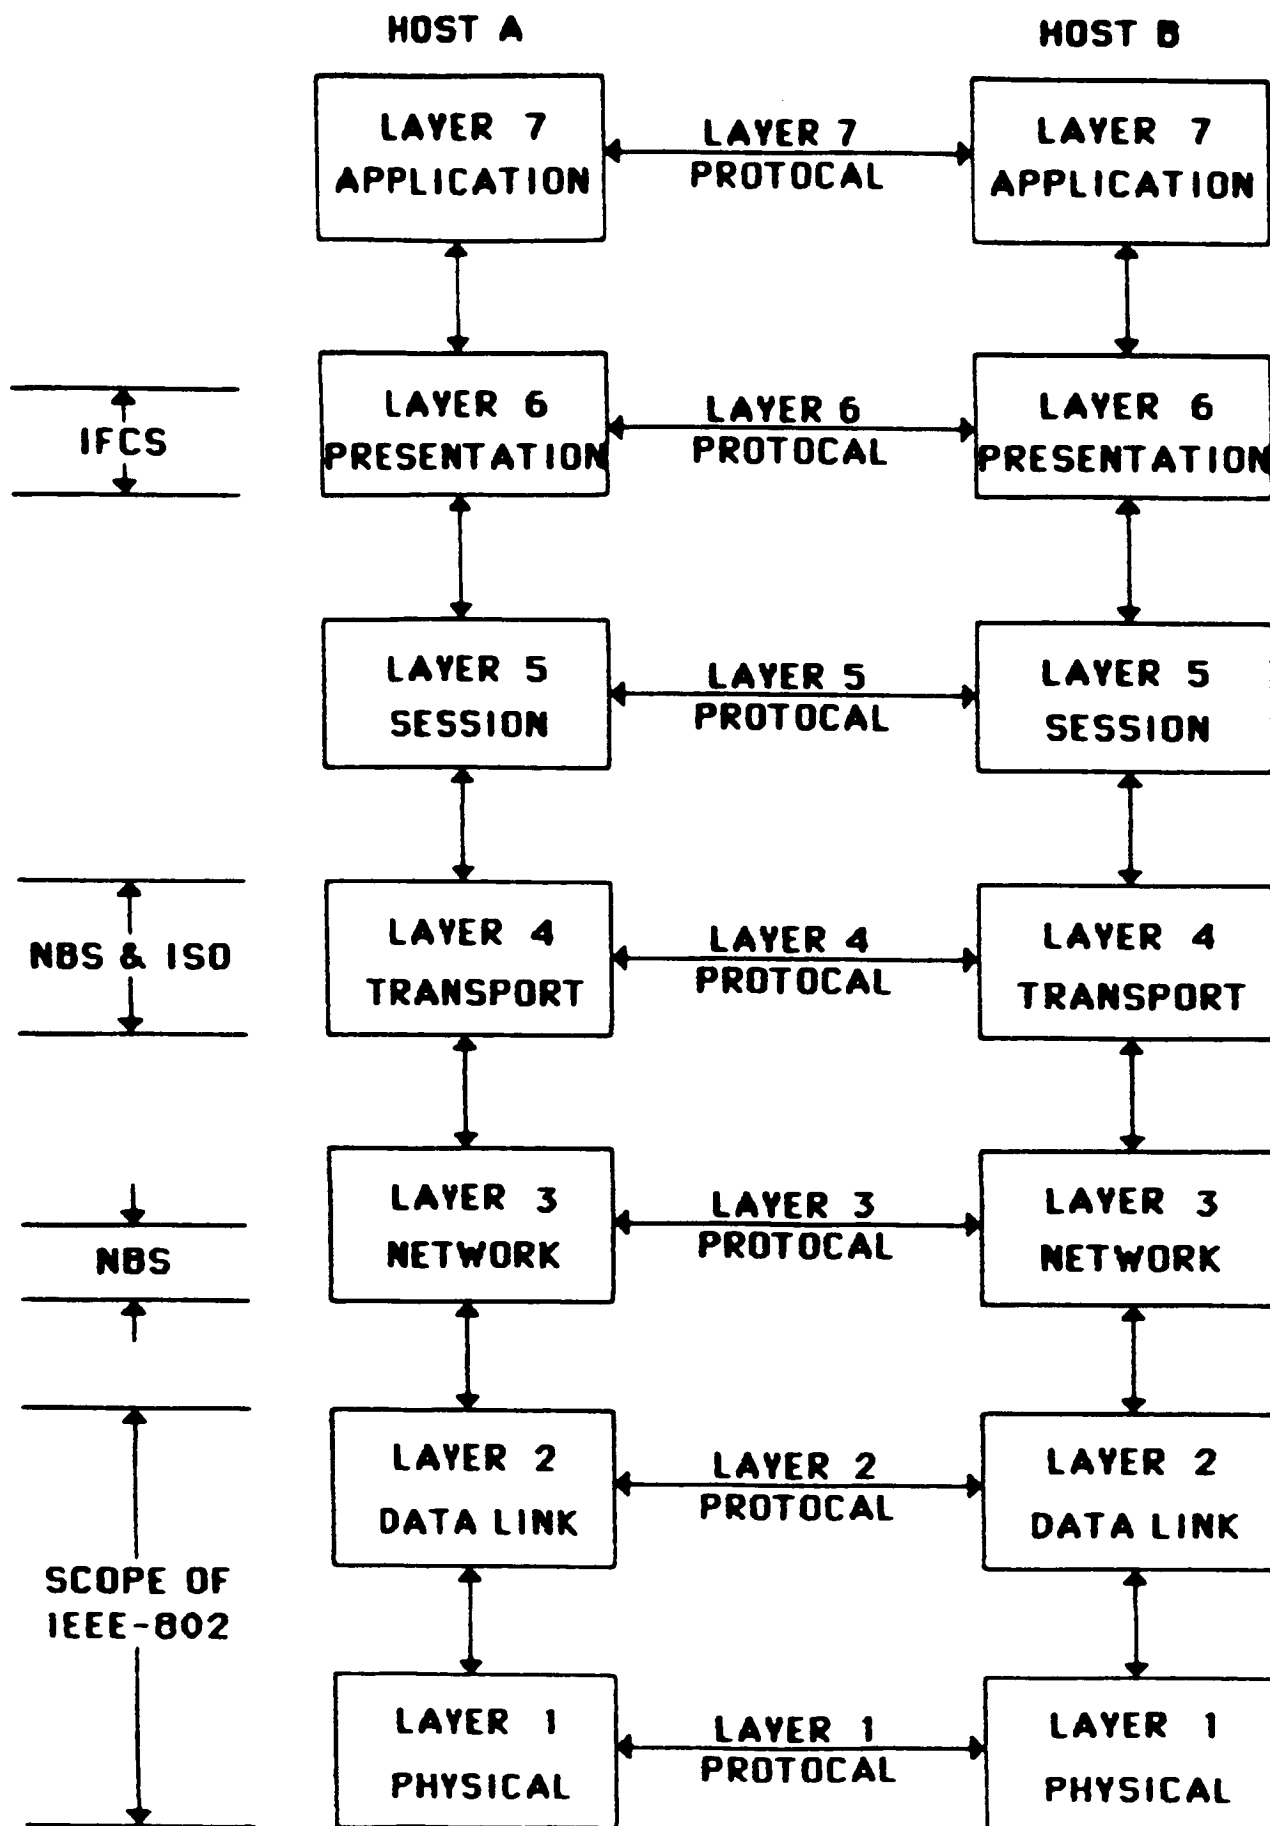 HOST A
HOST B
LAYER 7
APPLICATION
LAYER 7
PROTOCAL
LAYER 7
APPLICATION
IFCS
LAYER 6
PRESENTATION
LAYER 6
PROTOCAL
LAYER 6
PRESENTATION
LAYER 5
SESSION
LAYER 5
PROTOCAL
LAYER 5
SESSION
NBS & ISO
LAYER 4
TRANSPORT
LAYER 4
PROTOCAL
LAYER 4
TRANSPORT
NBS
LAYER 3
NETWORK
LAYER 3
PROTOCAL
LAYER 3
NETWORK
SCOPE OF
IEEE-802
LAYER 2
DATA LINK
LAYER 2
PROTOCAL
LAYER 2
DATA LINK
LAYER 1
PHYSICAL
LAYER 1
PROTOCAL
LAYER 1
PHYSICAL